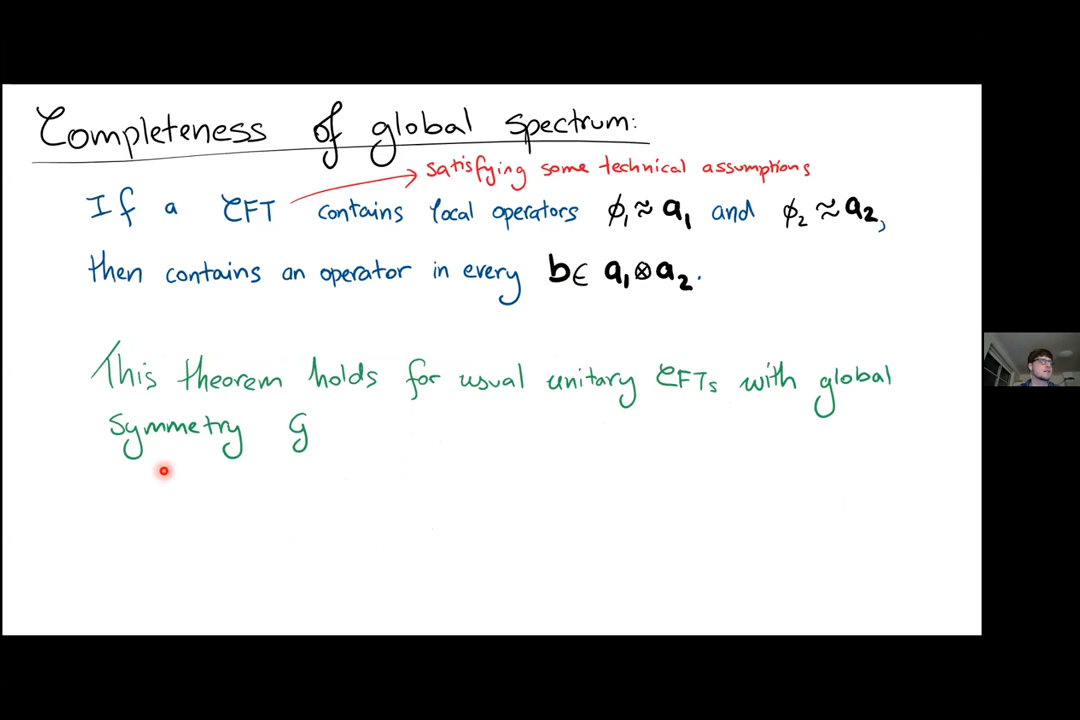 Completeness of global spectrum:
satisfying some technical assumptions
If a CFT contains local operators ϕ₁ ≈ a₁ and ϕ₂ ≈ a₂,
then contains an operator in every b ∈ a₁ ⊗ a₂.
This theorem holds for usual unitary CFTs with global
symmetry G